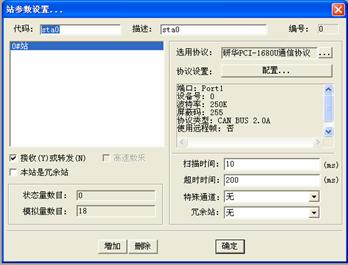 站参数设置...
代码: sta0 描述: sta0 编号: 0
0#站
选用协议: 研华PCI-1680U通信协议 ...
协议设置: 配置...
端口: Port1
设备号: 0
波特率: 250K
屏蔽码: 255
协议类型: CAN BUS 2.0A
使用远程帧: 否
接收(Y)或转发(N) 高速数采
本站是冗余站
状态量数目: 0
模拟量数目: 18
扫描时间: 10 (ms)
超时时间: 200 (ms)
特殊通道: 无
冗余站: 无
增加 删除 确定